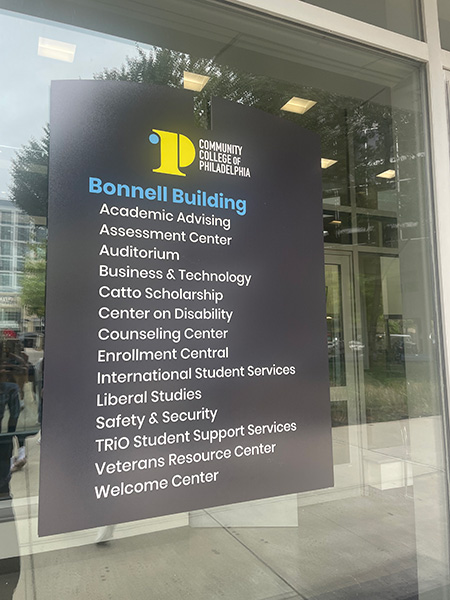 COMMUNITY
COLLEGE OF
PHILADELPHIA
Bonnell Building
Academic Advising
Assessment Center
Auditorium
Business & Technology
Catto Scholarship
Center on Disability
Counseling Center
Enrollment Central
International Student Services
Liberal Studies
Safety & Security
TRiO Student Support Services
Veterans Resource Center
Welcome Center